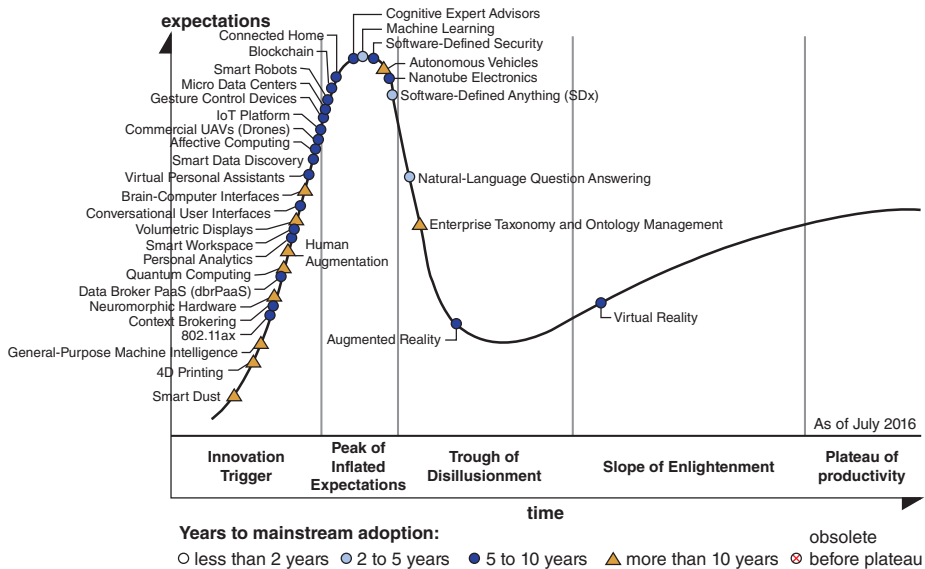 expectations
Cognitive Expert Advisors
Machine Learning
Connected Home
Software-Defined Security
Blockchain
Autonomous Vehicles
Smart Robots
Nanotube Electronics
Micro Data Centers
Gesture Control Devices
Software-Defined Anything (SDx)
IoT Platform
Commercial UAVs (Drones)
Affective Computing
Smart Data Discovery
Virtual Personal Assistants
Natural-Language Question Answering
Brain-Computer Interfaces
Conversational User Interfaces
Volumetric Displays
Enterprise Taxonomy and Ontology Management
Smart Workspace
Human
Augmentation
Personal Analytics
Quantum Computing
Data Broker PaaS (dbrPaaS)
Neuromorphic Hardware
Context Brokering
802.11ax
Virtual Reality
Augmented Reality
General-Purpose Machine Intelligence
4D Printing
Smart Dust
As of July 2016
Innovation
Trigger
Peak of
Inflated
Expectations
Trough of
Disillusionment
Slope of Enlightenment
Plateau of
productivity
time
Years to mainstream adoption:
less than 2 years
2 to 5 years
5 to 10 years
more than 10 years
obsolete
before plateau